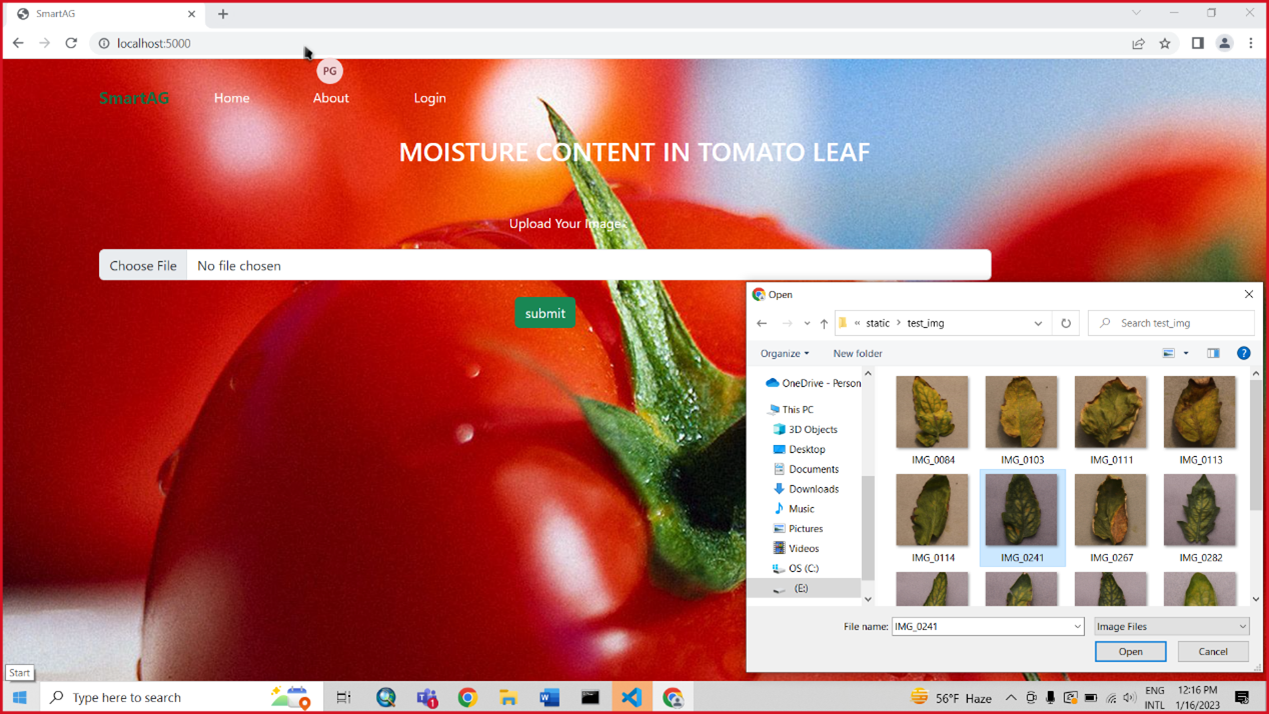 SmartAG
localhost:5000
PG
SmartAG Home About Login
MOISTURE CONTENT IN TOMATO LEAF
Upload Your Image:
Choose File No file chosen
submit
Open
« static > test_img
Search test_img
Organize
New folder
OneDrive - Person
This PC
3D Objects
Desktop
Documents
Downloads
Music
Pictures
Videos
OS (C:)
(E:)
IMG_0084 IMG_0103 IMG_0111 IMG_0113
IMG_0114 IMG_0241 IMG_0267 IMG_0282
File name: IMG_0241
Image Files
Open Cancel
Start
Type here to search
1
56°F Haze
ENG
INTL
12:16 PM
1/16/2023